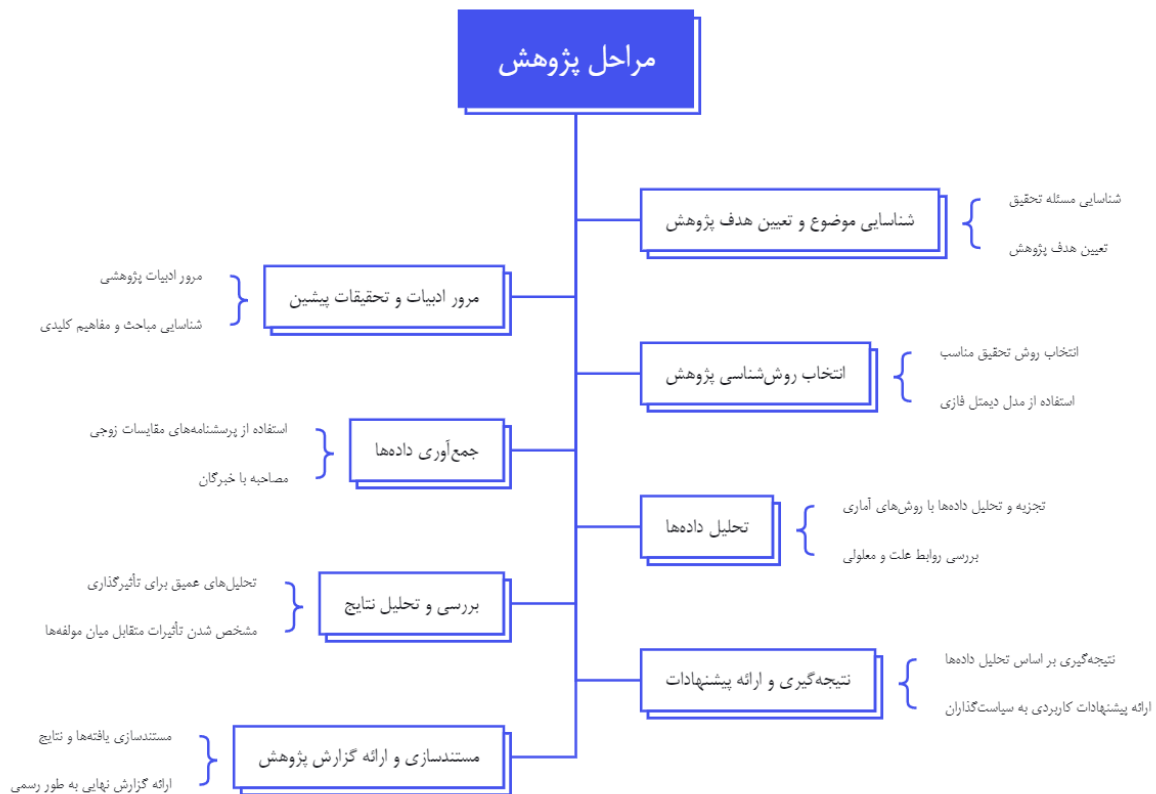 مراحل پژوهش
شناسایی موضوع و تعیین هدف پژوهش
شناسایی مسئله تحقیق
تعیین هدف پژوهش
مرور ادبیات و تحقیقات پیشین
مرور ادبیات پژوهشی
شناسایی مباحث و مفاهیم کلیدی
انتخاب روش‌شناسی پژوهش
انتخاب روش تحقیق مناسب
استفاده از مدل دیمتل فازی
جمع‌آوری داده‌ها
استفاده از پرسشنامه‌های مقایسات زوجی
مصاحبه با خبرگان
تحلیل داده‌ها
تجزیه و تحلیل داده‌ها با روش‌های آماری
بررسی روابط علت و معلولی
بررسی و تحلیل نتایج
تحلیل‌های عمیق برای تأثیرگذاری
مشخص شدن تأثیرات متقابل میان مولفه‌ها
نتیجه‌گیری و ارائه پیشنهادات
نتیجه‌گیری بر اساس تحلیل داده‌ها
ارائه پیشنهادات کاربردی به سیاست‌گذاران
مستندسازی و ارائه گزارش پژوهش
مستندسازی یافته‌ها و نتایج
ارائه گزارش نهایی به طور رسمی